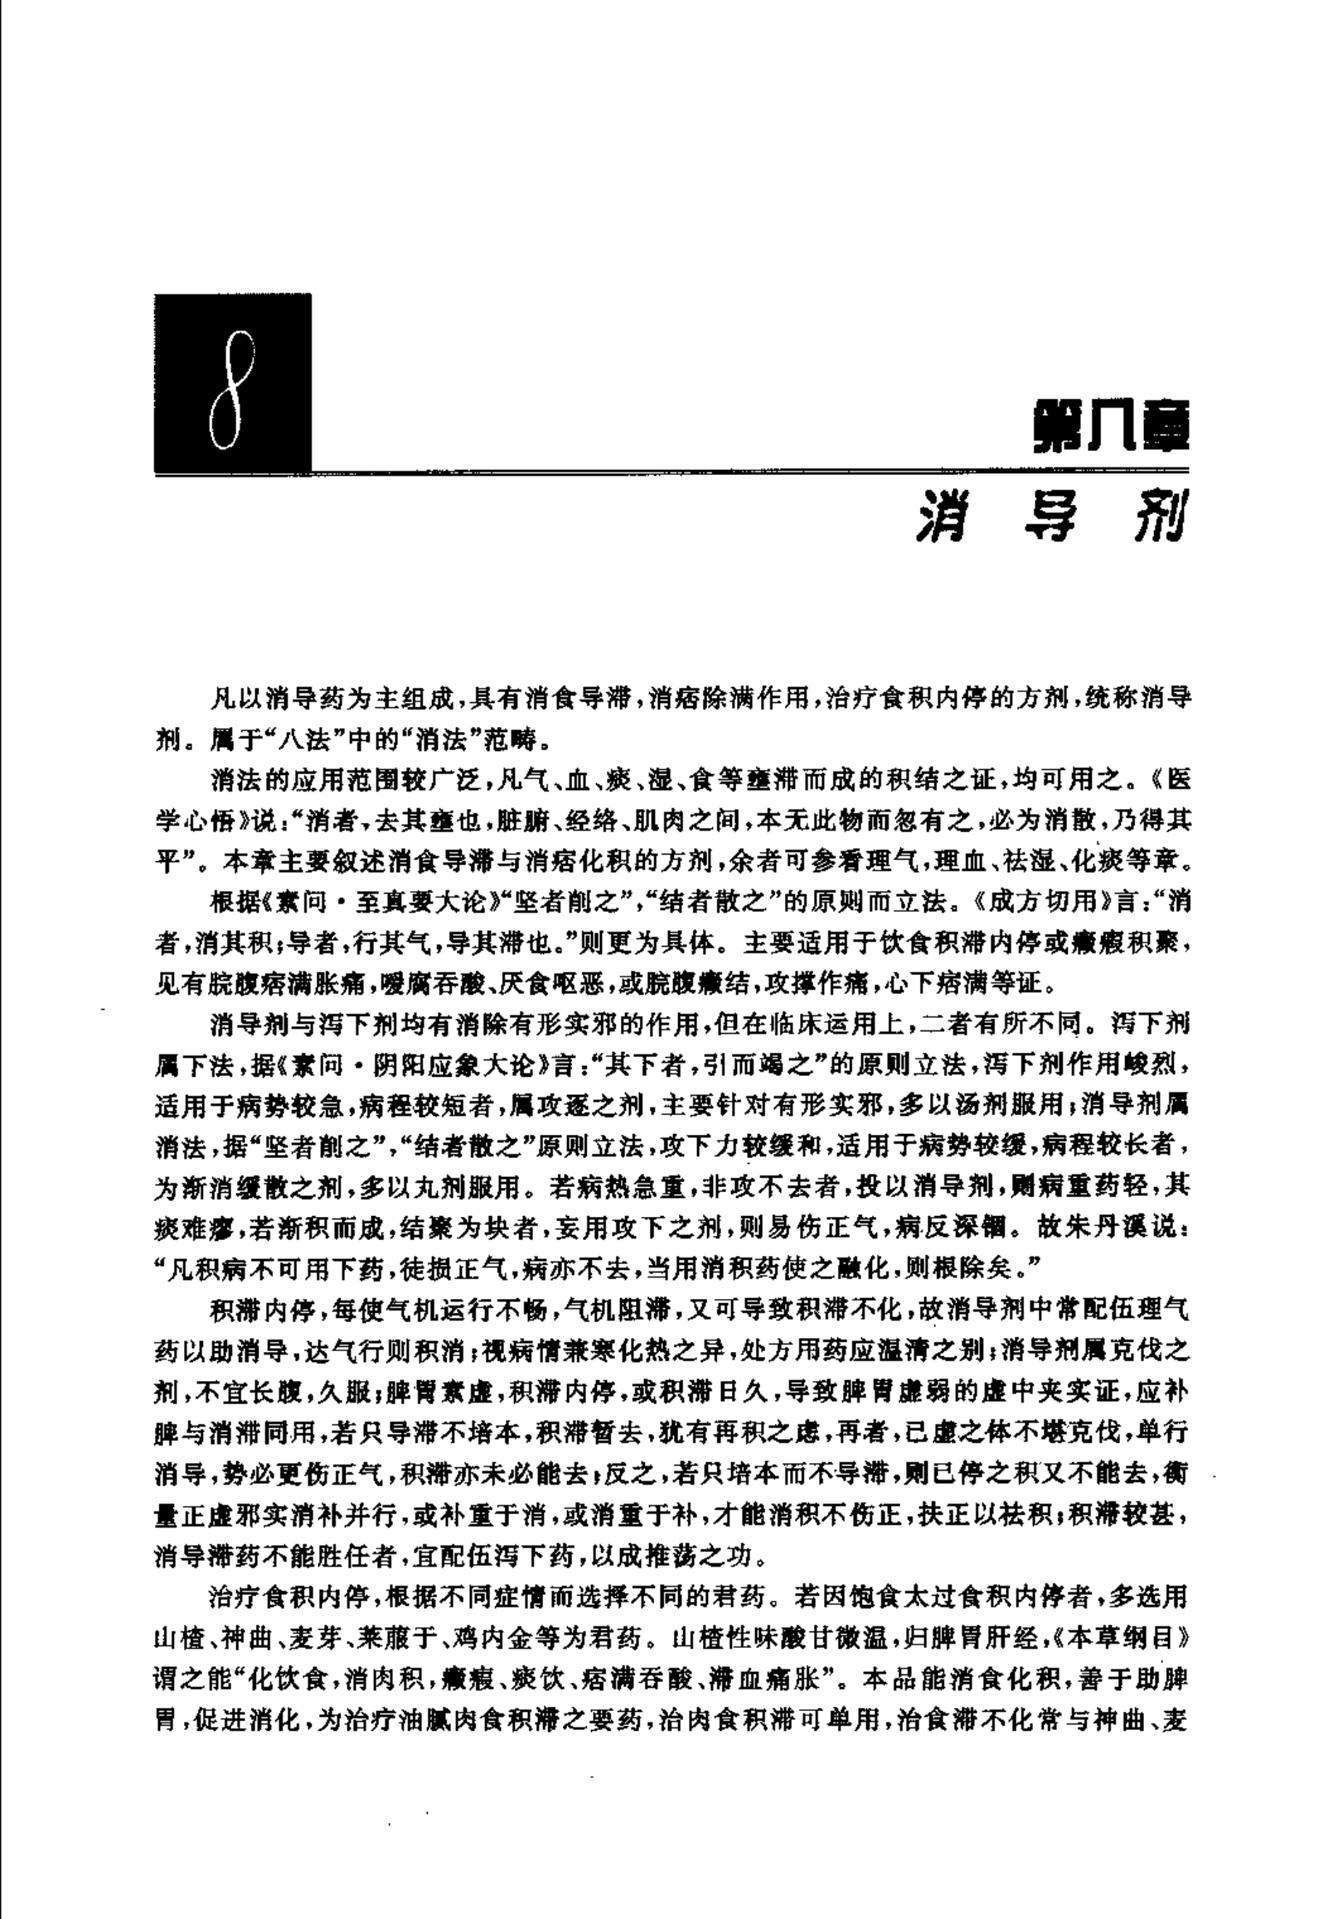 8
第八章
消 导 剂
凡以消导药为主组成,具有消食导滞,消痞除满作用,治疗食积内停的方剂,统称消导
剂。属于“八法”中的“消法”范畴。
消法的应用范围较广泛,凡气、血、痰、湿、食等壅滞而成的积结之证,均可用之。《医
学心悟》说:“消者,去其壅也,脏腑、经络、肌肉之间,本无此物而忽有之,必为消散,乃得其
平”。本章主要叙述消食导滞与消痞化积的方剂,余者可参看理气,理血、祛湿、化痰等章。
根据《素问·至真要大论》“坚者削之”,“结者散之”的原则而立法。《成方切用》言:“消
者,消其积;导者,行其气,导其滞也。”则更为具体。主要适用于饮食积滞内停或癥瘕积聚,
见有脘腹痞满胀痛,嗳腐吞酸、厌食呕恶,或脘腹癥结,攻撑作痛,心下痞满等证。
消导剂与泻下剂均有消除有形实邪的作用,但在临床运用上,二者有所不同。泻下剂
属下法,据《素问·阴阳应象大论》言:“其下者,引而竭之”的原则立法,泻下剂作用峻烈,
适用于病势较急,病程较短者,属攻逐之剂,主要针对有形实邪,多以汤剂服用;消导剂属
消法,据“坚者削之”,“结者散之”原则立法,攻下力较缓和,适用于病势较缓,病程较长者,
为渐消缓散之剂,多以丸剂服用。若病热急重,非攻不去者,投以消导剂,则病重药轻,其
痰难瘳,若渐积而成,结聚为块者,妄用攻下之剂,则易伤正气,病反深锢。故朱丹溪说:
“凡积病不可用下药,徒损正气,病亦不去,当用消积药使之融化,则根除矣。”
积滞内停,每使气机运行不畅,气机阻滞,又可导致积滞不化,故消导剂中常配伍理气
药以助消导,达气行则积消;视病情兼寒化热之异,处方用药应温清之别;消导剂属克伐之
剂,不宜长腹,久服;脾胃素虚,积滞内停,或积滞日久,导致脾胃虚弱的虚中夹实证,应补
脾与消滞同用,若只导滞不培本,积滞暂去,犹有再积之虑,再者,已虚之体不堪克伐,单行
消导,势必更伤正气,积滞亦未必能去;反之,若只培本而不导滞,则已停之积又不能去,衡
量正虚邪实消补并行,或补重于消,或消重于补,才能消积不伤正,扶正以祛积;积滞较甚,
消导滞药不能胜任者,宜配伍泻下药,以成推荡之功。
治疗食积内停,根据不同症情而选择不同的君药。若因饱食太过食积内停者,多选用
山楂、神曲、麦芽、莱菔于、鸡内金等为君药。山楂性味酸甘微温,归脾胃肝经,《本草纲目》
谓之能“化饮食,消肉积,癥瘕、痰饮、痞满吞酸、滞血痛胀”。本品能消食化积,善于助脾
胃,促进消化,为治疗油腻肉食积滞之要药,治肉食积滞可单用,治食滞不化常与神曲、麦